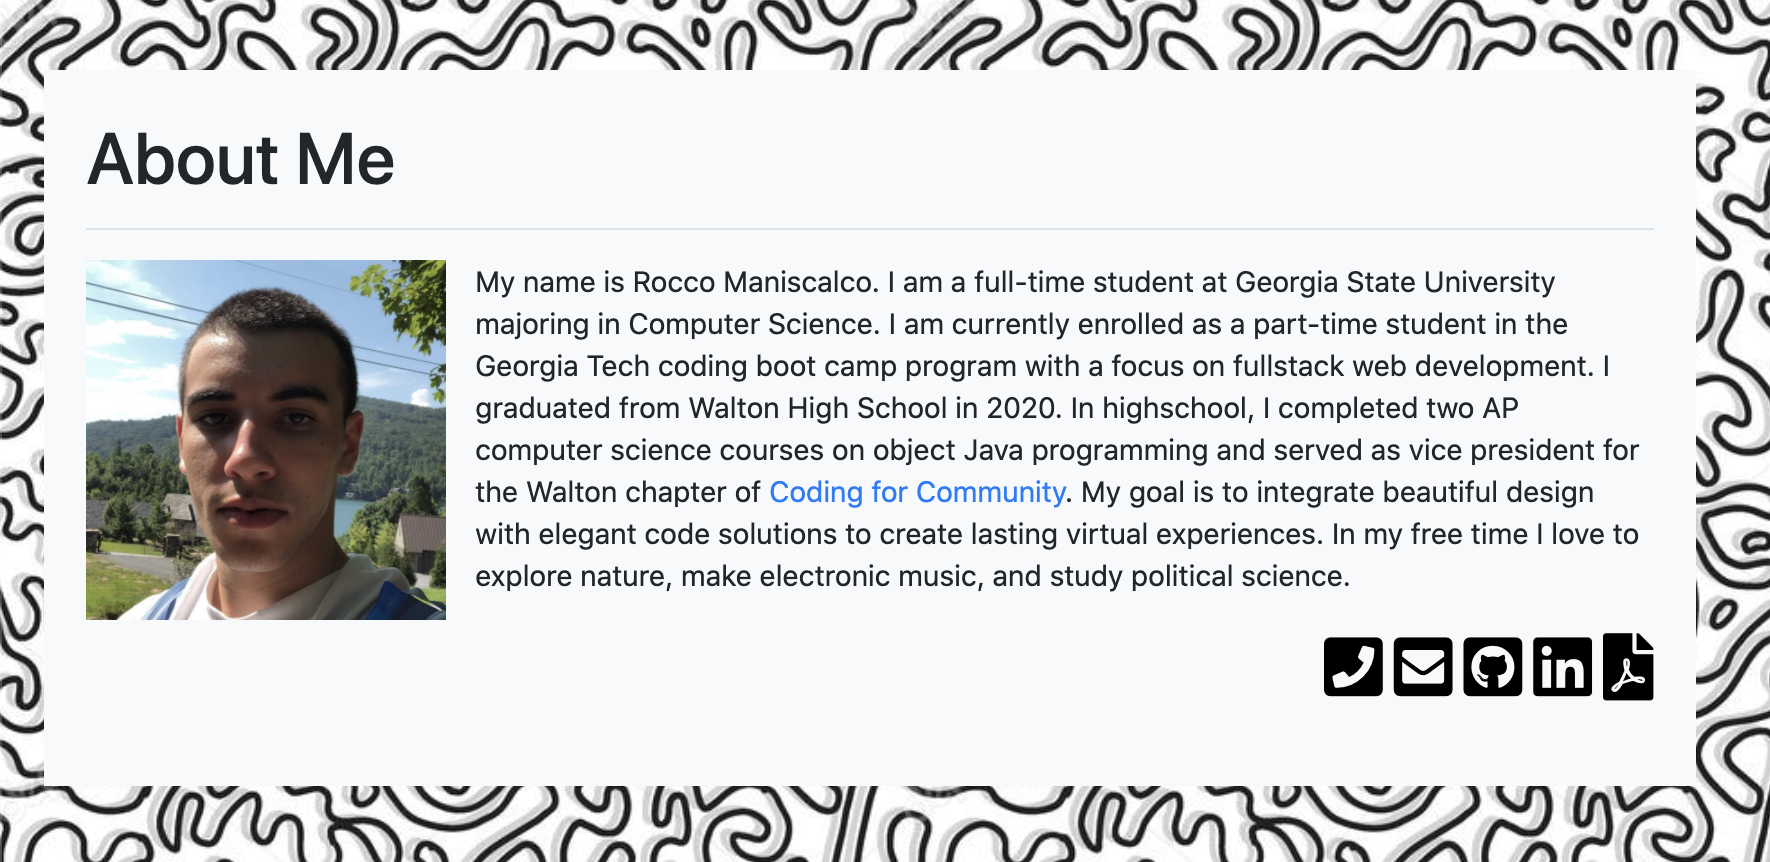 About Me
My name is Rocco Maniscalco. I am a full-time student at Georgia State University
majoring in Computer Science. I am currently enrolled as a part-time student in the
Georgia Tech coding boot camp program with a focus on fullstack web development. I
graduated from Walton High School in 2020. In highschool, I completed two AP
computer science courses on object Java programming and served as vice president for
the Walton chapter of Coding for Community. My goal is to integrate beautiful design
with elegant code solutions to create lasting virtual experiences. In my free time I love to
explore nature, make electronic music, and study political science.
in